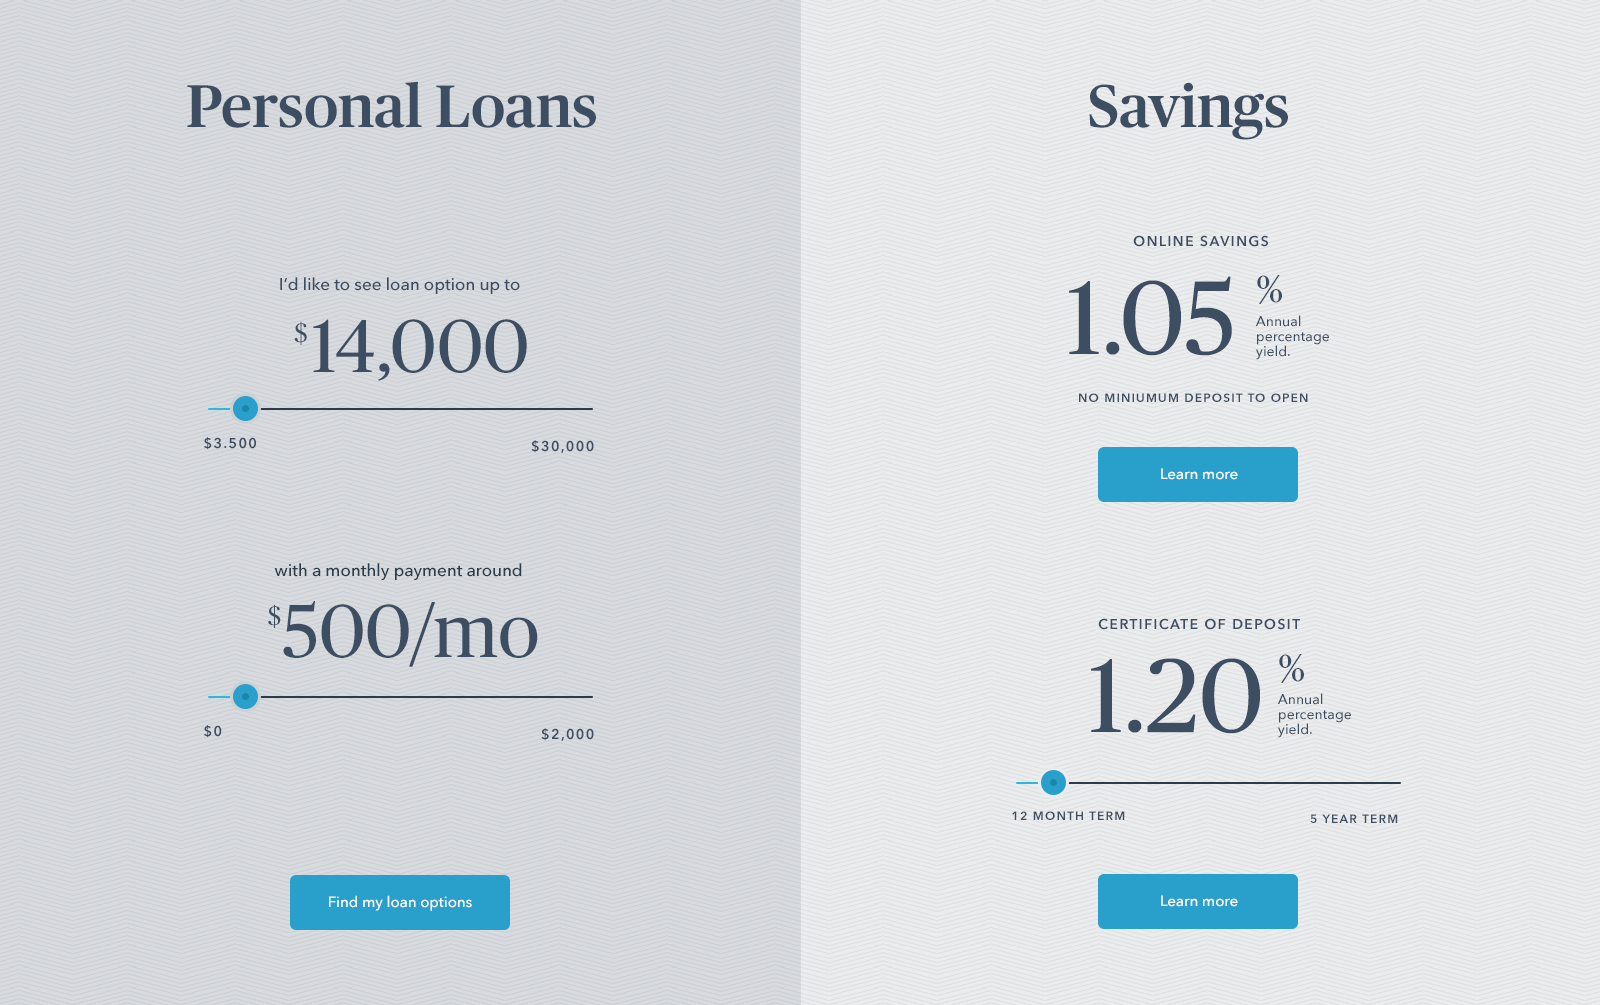 Personal Loans
I’d like to see loan option up to
$14,000
$3.500
$30,000
with a monthly payment around
$500/mo
$0
$2,000
Find my loan options
Savings
ONLINE SAVINGS
1.05 %
Annual
percentage
yield.
NO MINIUMUM DEPOSIT TO OPEN
Learn more
CERTIFICATE OF DEPOSIT
1.20 %
Annual
percentage
yield.
12 MONTH TERM
5 YEAR TERM
Learn more